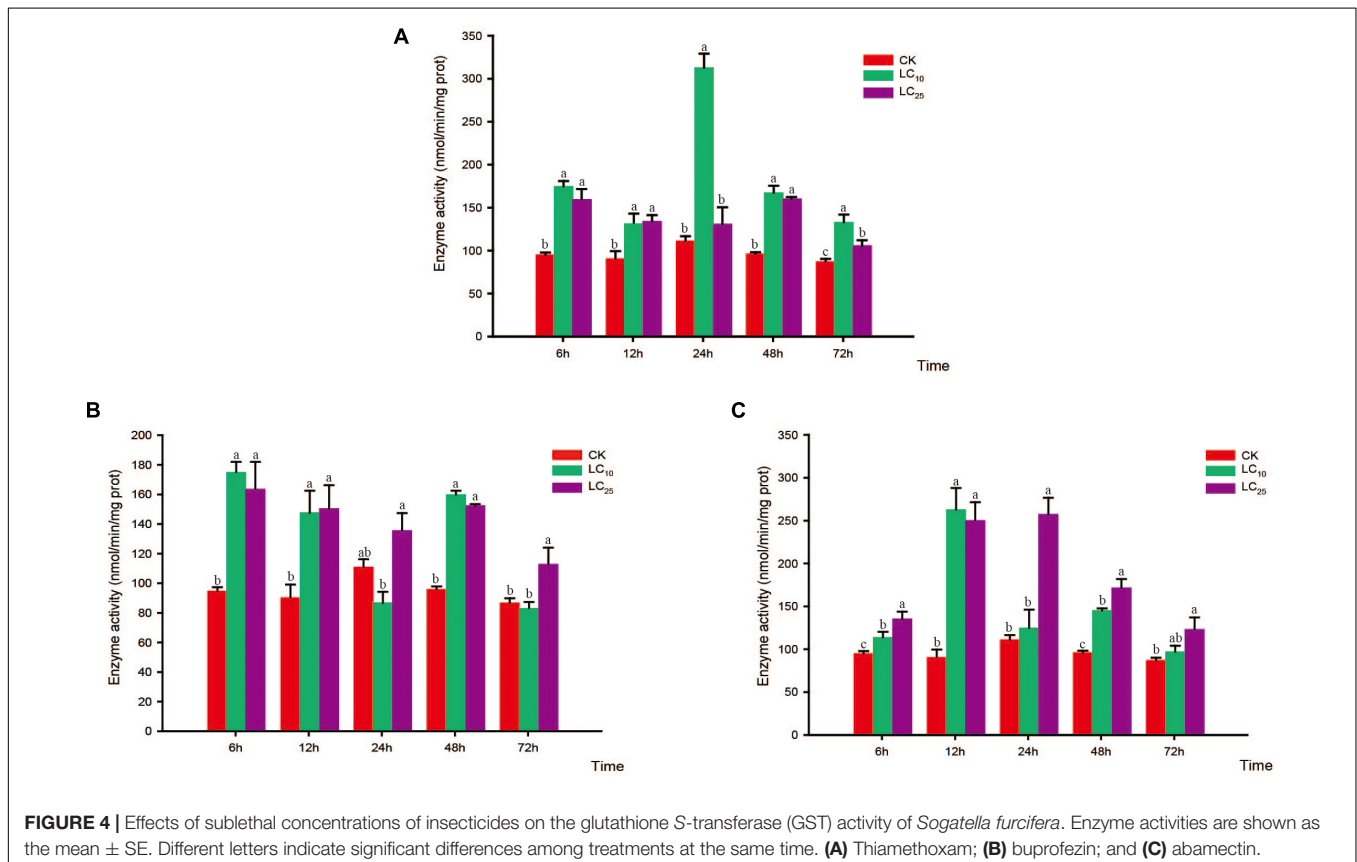 A
Enzyme activity (nmol/min/mg prot)
350
300
250
200
150
100
50
0
CK
LC₁₀
LC₂₅
b a a
b a a
b a b
b a a
c a b
6h 12h 24h 48h 72h
Time
B
Enzyme activity (nmol/min/mg prot)
200
180
160
140
120
100
80
60
40
20
0
CK
LC₁₀
LC₂₅
b a a
b a a
ab b a
b a a
b b a
6h 12h 24h 48h 72h
Time
C
Enzyme activity (nmol/min/mg prot)
350
300
250
200
150
100
50
0
CK
LC₁₀
LC₂₅
c b a
b a a
b b a
c b a
b ab a
6h 12h 24h 48h 72h
Time
FIGURE 4 | Effects of sublethal concentrations of insecticides on the glutathione S-transferase (GST) activity of Sogatella furcifera. Enzyme activities are shown as
the mean ± SE. Different letters indicate significant differences among treatments at the same time. (A) Thiamethoxam; (B) buprofezin; and (C) abamectin.